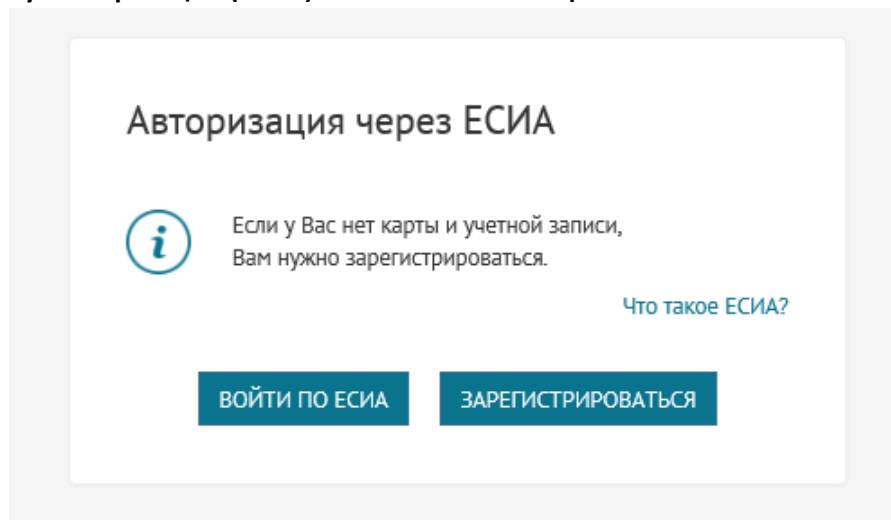 Авторизация через ЕСИА
i
Если у Вас нет карты и учетной записи,
Вам нужно зарегистрироваться.
Что такое ЕСИА?
ВОЙТИ ПО ЕСИА ЗАРЕГИСТРИРОВАТЬСЯ